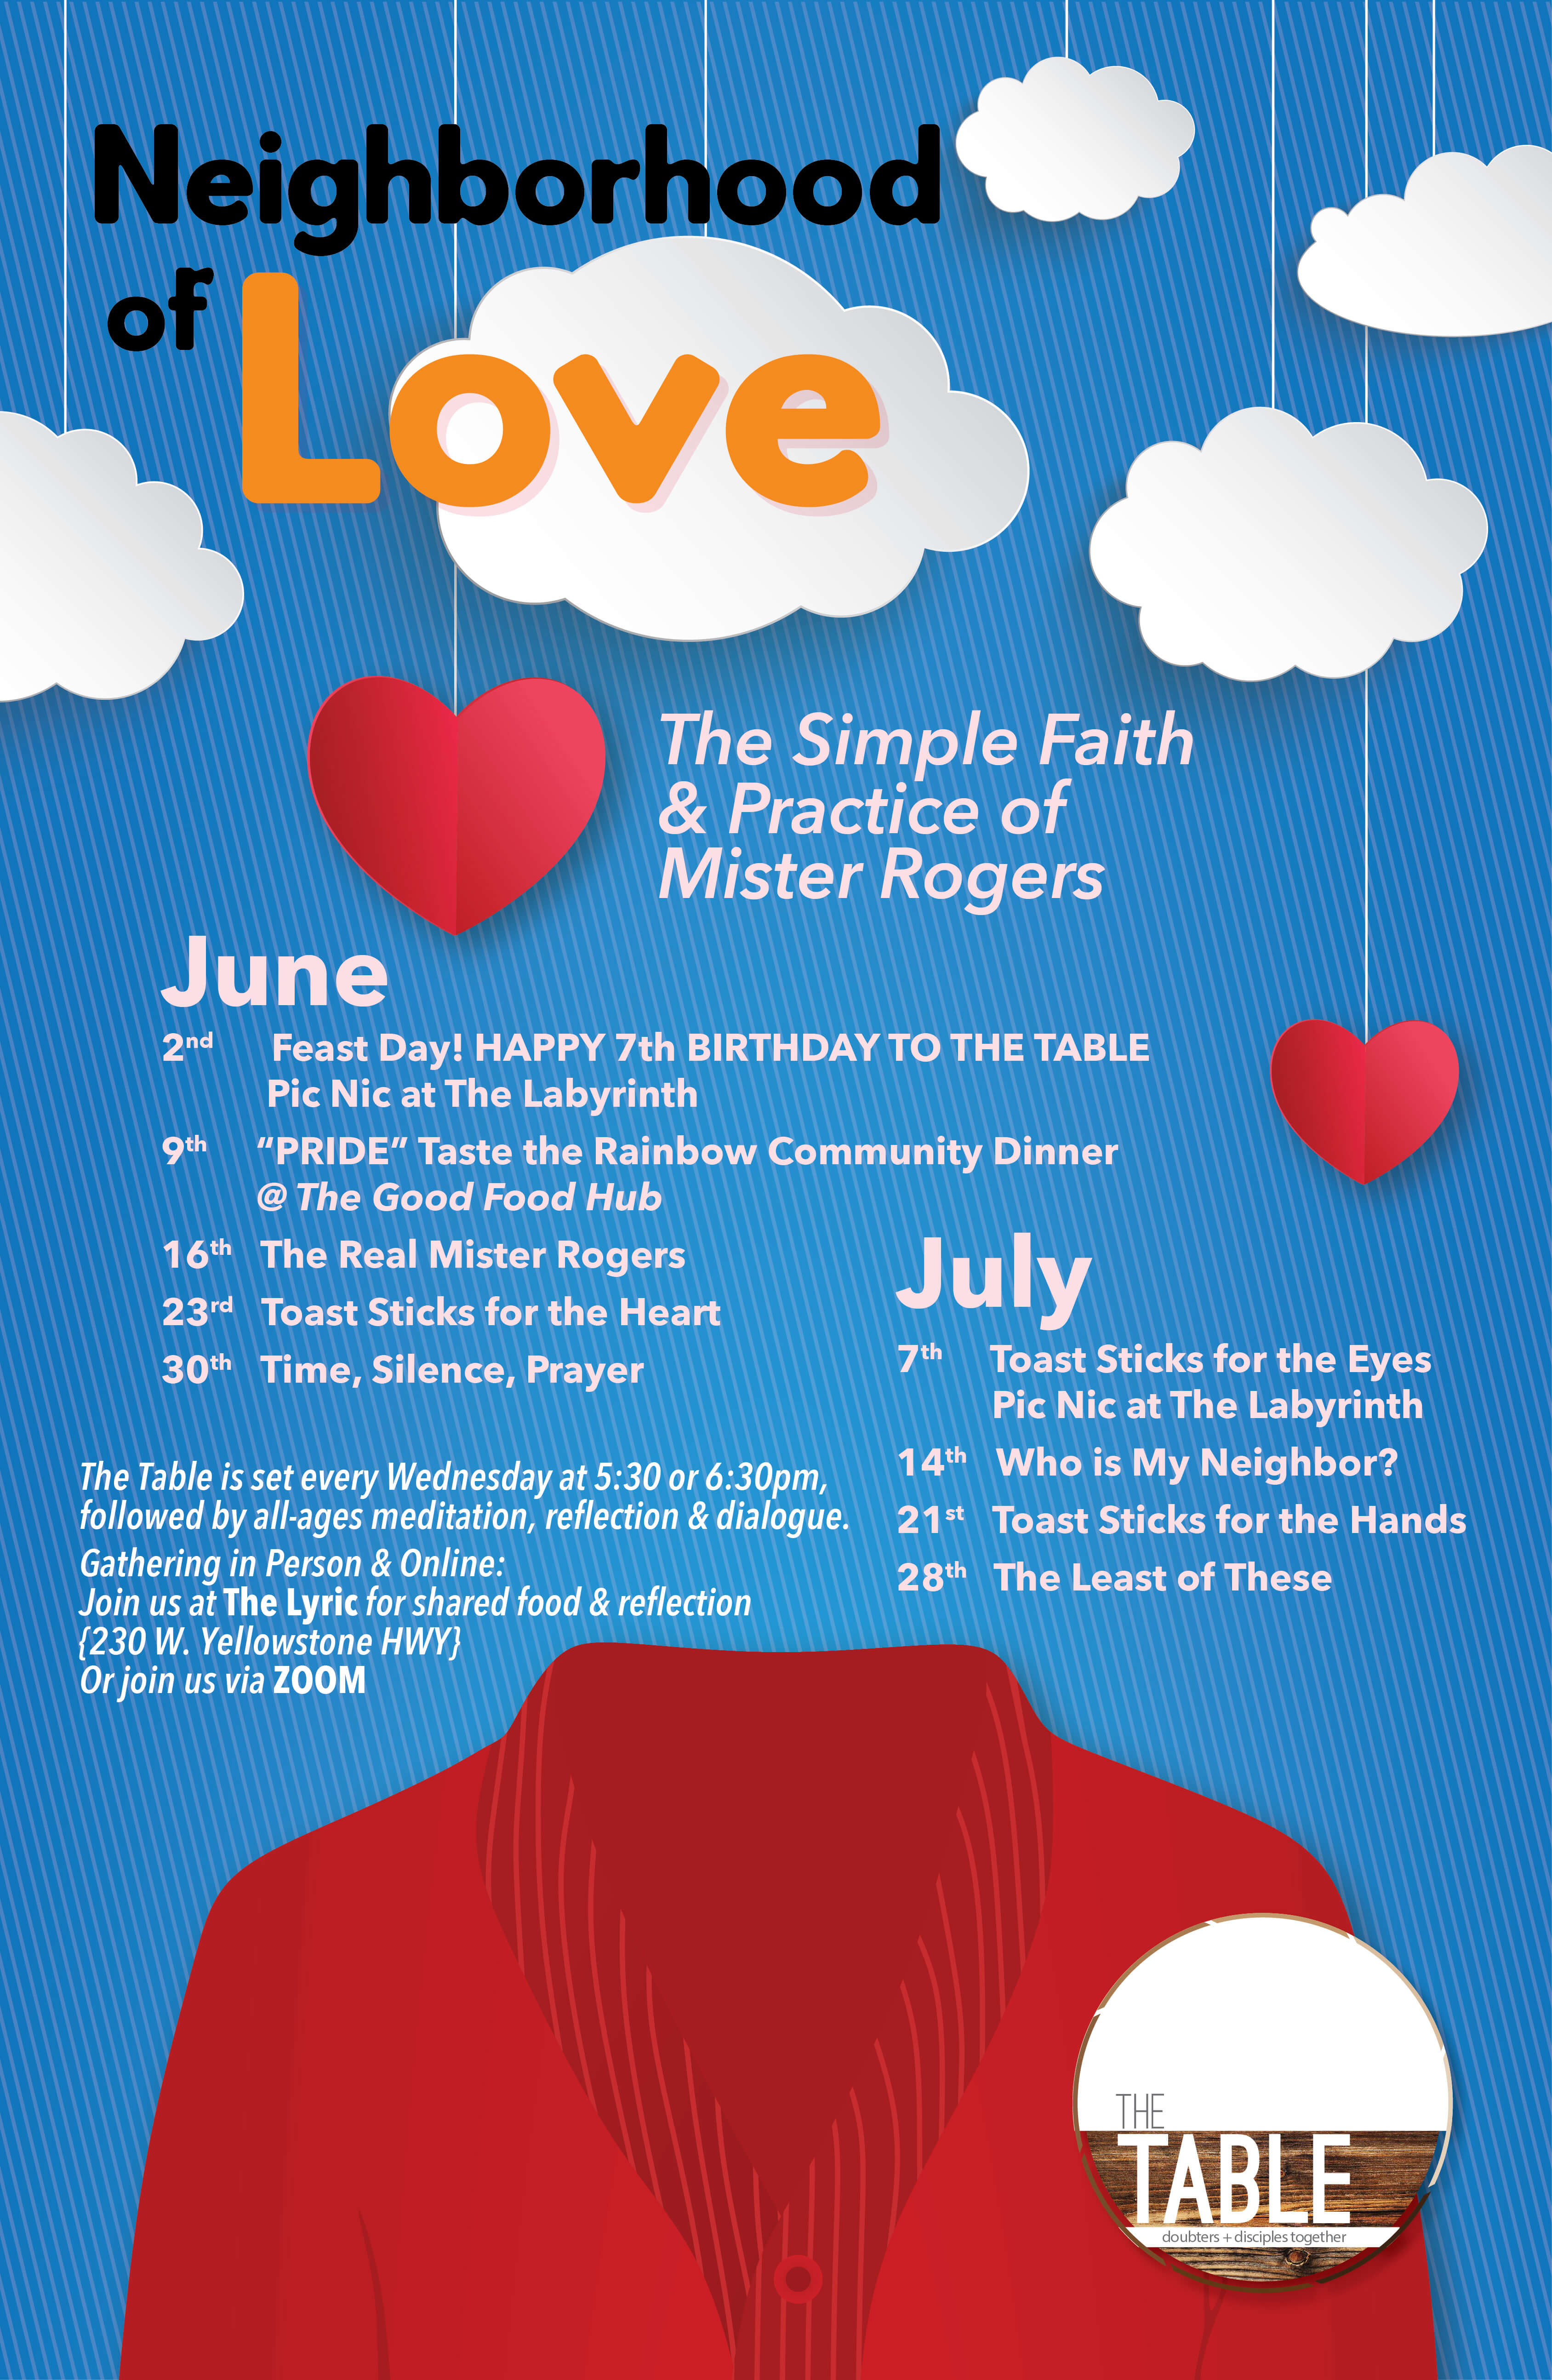 Neighborhood
of Love
The Simple Faith
& Practice of
Mister Rogers
June
2nd Feast Day! HAPPY 7th BIRTHDAY TO THE TABLE
Pic Nic at The Labyrinth
9th “PRIDE” Taste the Rainbow Community Dinner
@ The Good Food Hub
16th The Real Mister Rogers
23rd Toast Sticks for the Heart
30th Time, Silence, Prayer
July
7th Toast Sticks for the Eyes
Pic Nic at The Labyrinth
14th Who is My Neighbor?
21st Toast Sticks for the Hands
28th The Least of These
The Table is set every Wednesday at 5:30 or 6:30pm,
followed by all-ages meditation, reflection & dialogue.
Gathering in Person & Online:
Join us at The Lyric for shared food & reflection
{230 W. Yellowstone HWY}
Or join us via ZOOM
THE
TABLE
doubters + disciples together